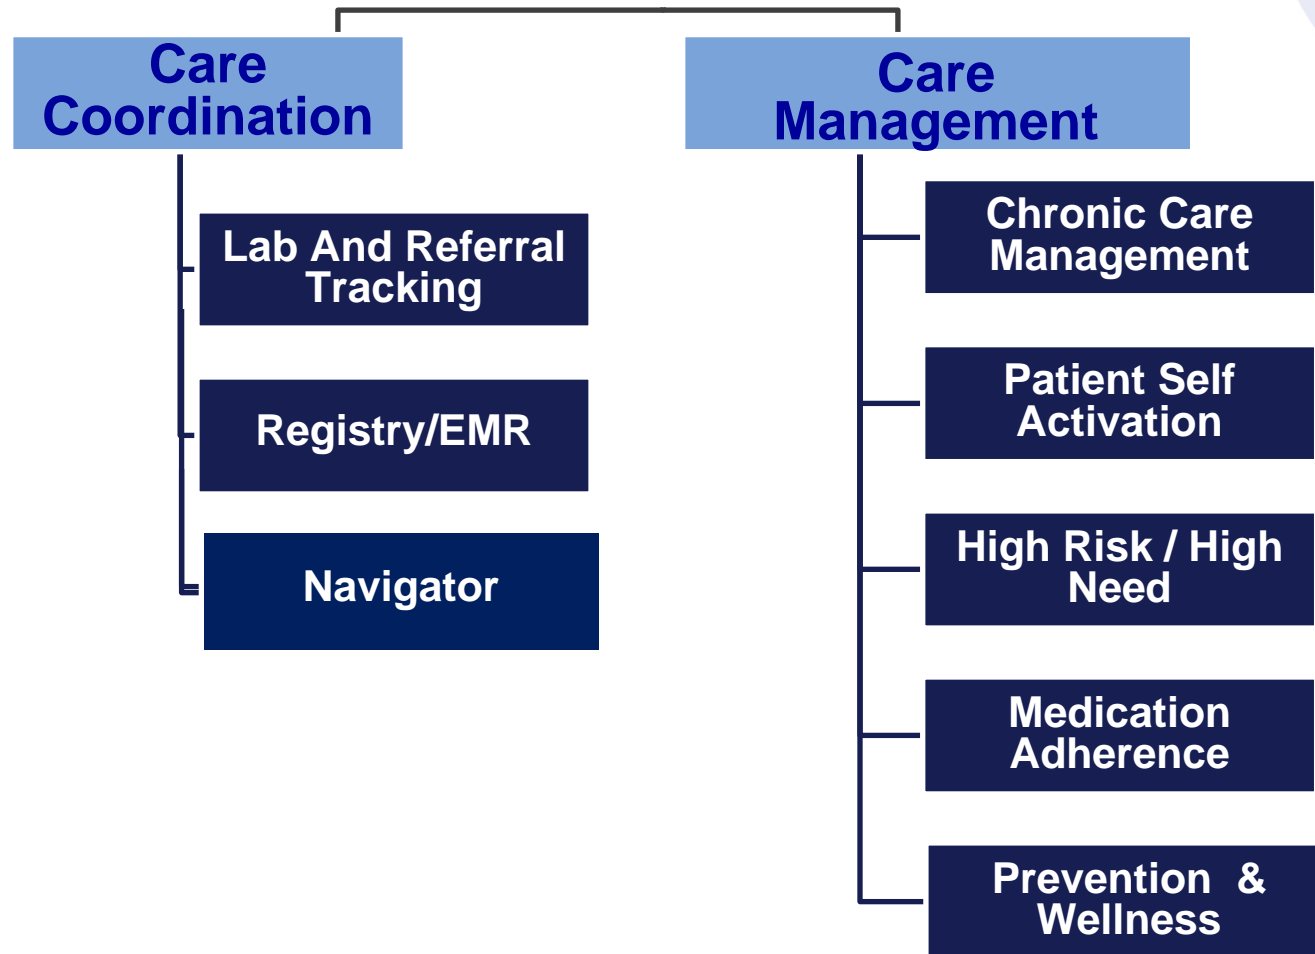 Care
Coordination
Lab And Referral
Tracking
Registry/EMR
Navigator
Care
Management
Chronic Care
Management
Patient Self
Activation
High Risk / High
Need
Medication
Adherence
Prevention  &
Wellness